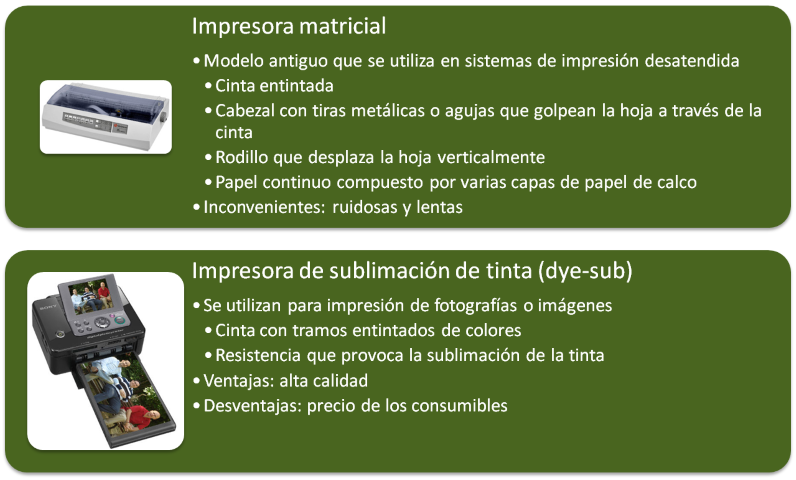 Impresora matricial
• Modelo antiguo que se utiliza en sistemas de impresión desatendida
• Cinta entintada
• Cabezal con tiras metálicas o agujas que golpean la hoja a través de la
cinta
• Rodillo que desplaza la hoja verticalmente
• Papel continuo compuesto por varias capas de papel de calco
• Inconvenientes: ruidosas y lentas
Impresora de sublimación de tinta (dye-sub)
• Se utilizan para impresión de fotografías o imágenes
• Cinta con tramos entintados de colores
• Resistencia que provoca la sublimación de la tinta
• Ventajas: alta calidad
• Desventajas: precio de los consumibles
SONY